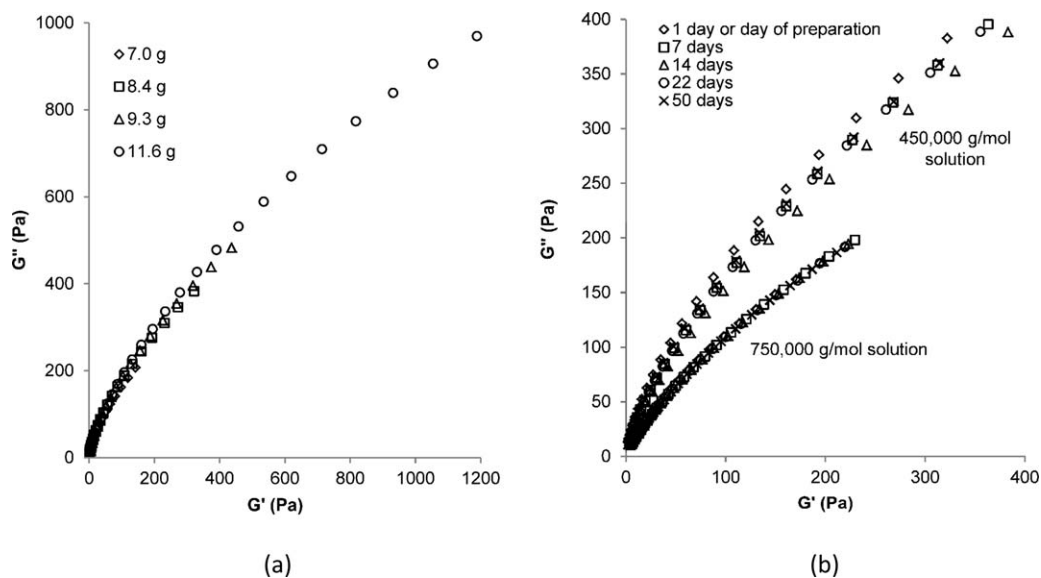 1000
800
600
400
200
0
G'' (Pa)
7.0 g
8.4 g
9.3 g
11.6 g
0 200 400 600 800 1000 1200
G' (Pa)
(a)
400
350
300
250
200
150
100
50
0
G'' (Pa)
1 day or day of preparation
7 days
14 days
22 days
50 days
450,000 g/mol
solution
750,000 g/mol solution
0 100 200 300 400
G' (Pa)
(b)